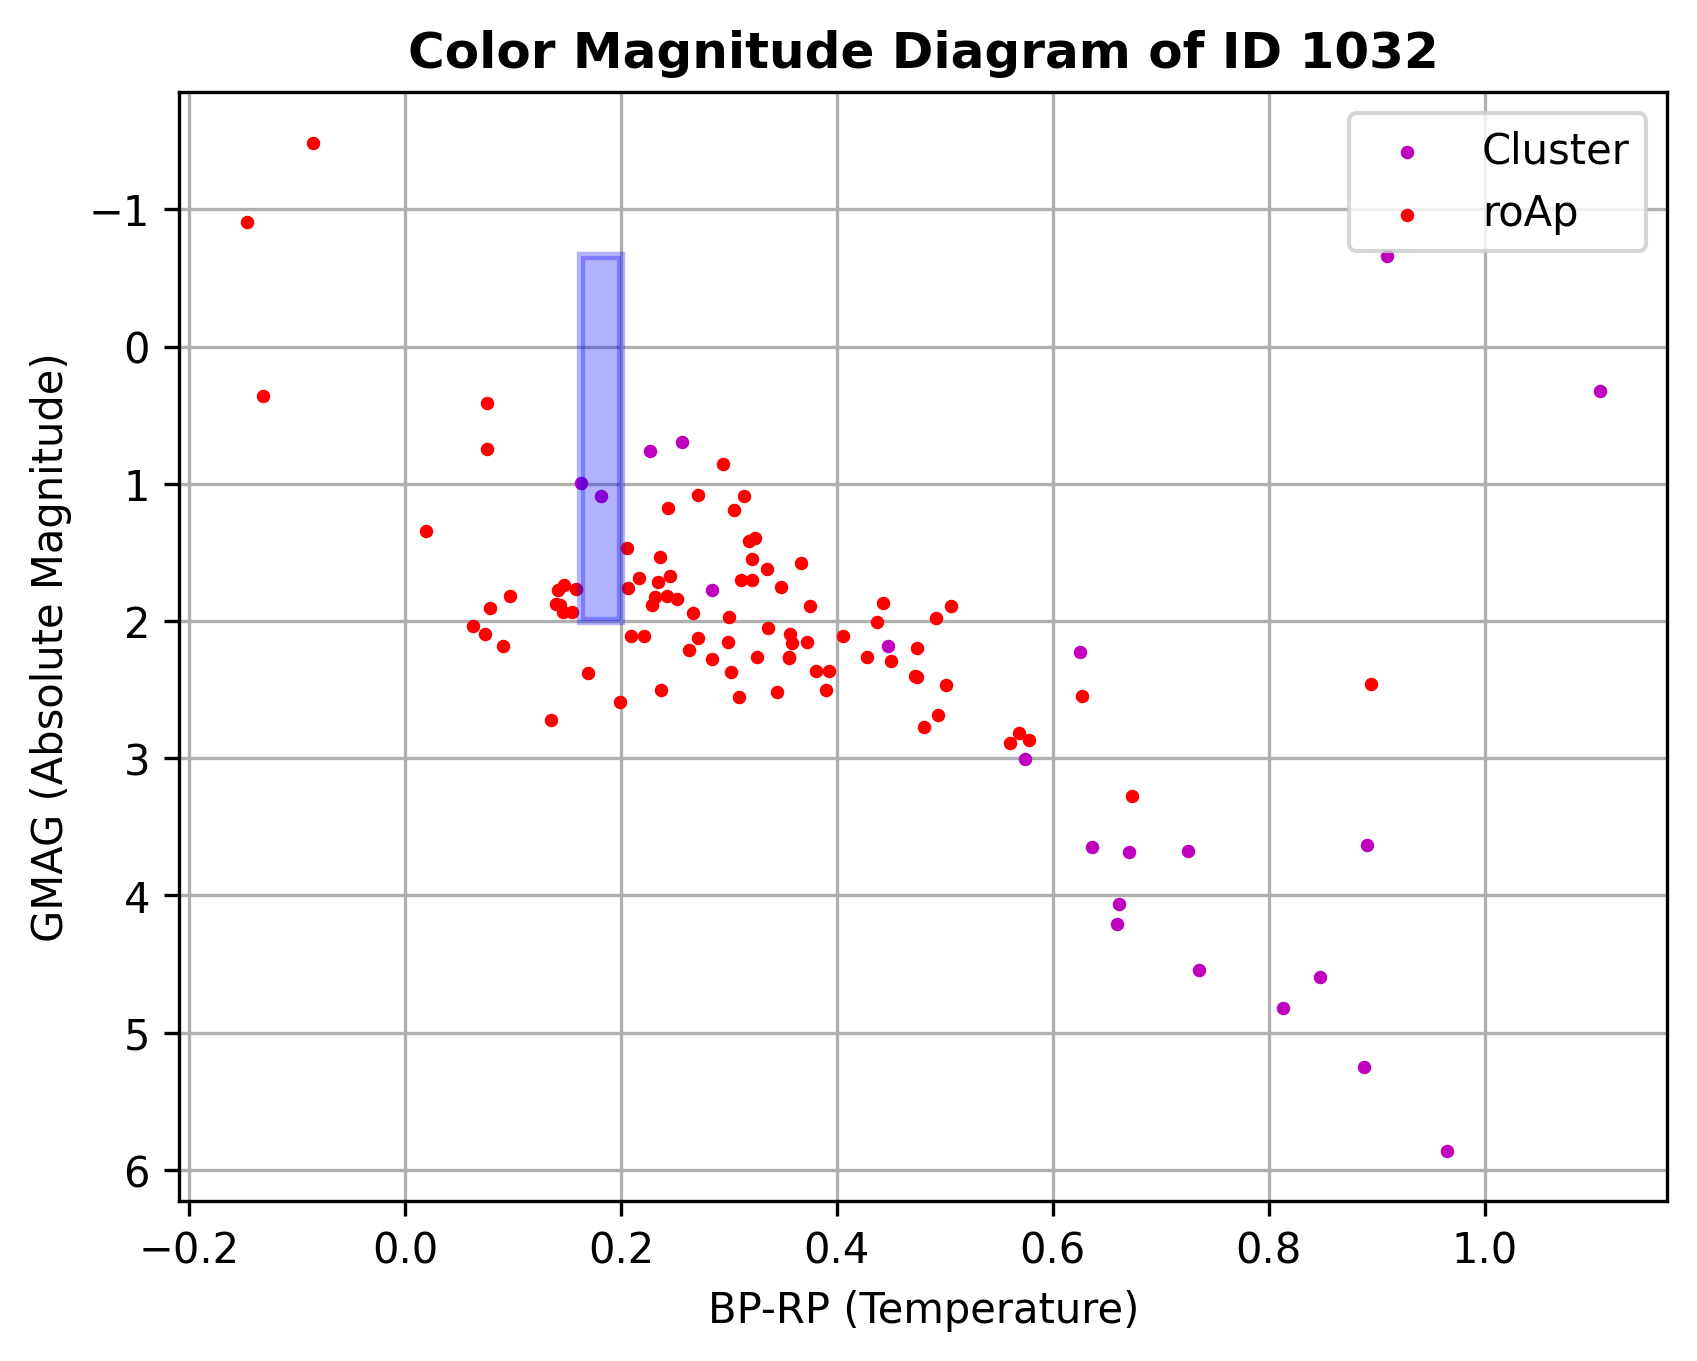 Color Magnitude Diagram of ID 1032
Cluster
roAp
GMAG (Absolute Magnitude)
−1
0
1
2
3
4
5
6
−0.2 0.0 0.2 0.4 0.6 0.8 1.0
BP-RP (Temperature)